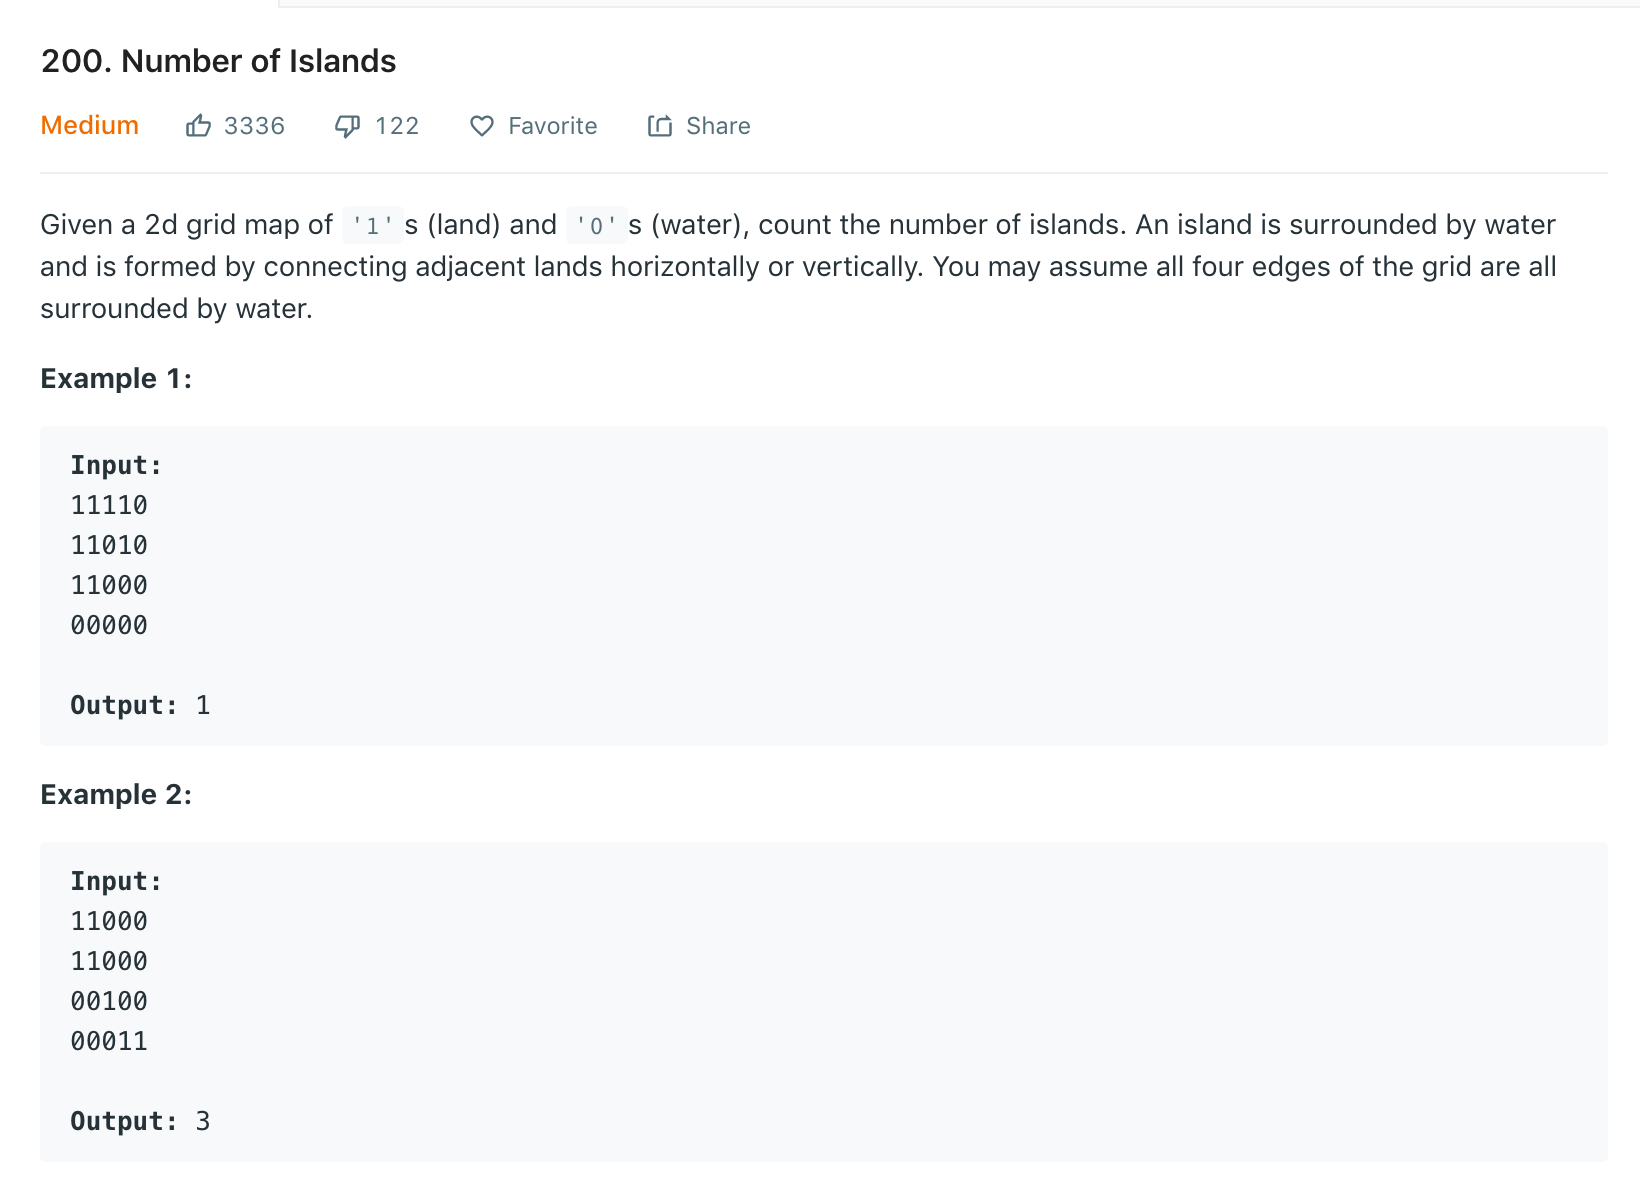 200. Number of Islands
Medium 3336 122 Favorite Share
Given a 2d grid map of '1's (land) and '0's (water), count the number of islands. An island is surrounded by water
and is formed by connecting adjacent lands horizontally or vertically. You may assume all four edges of the grid are all
surrounded by water.
Example 1:
Input:
11110
11010
11000
00000
Output: 1
Example 2:
Input:
11000
11000
00100
00011
Output: 3